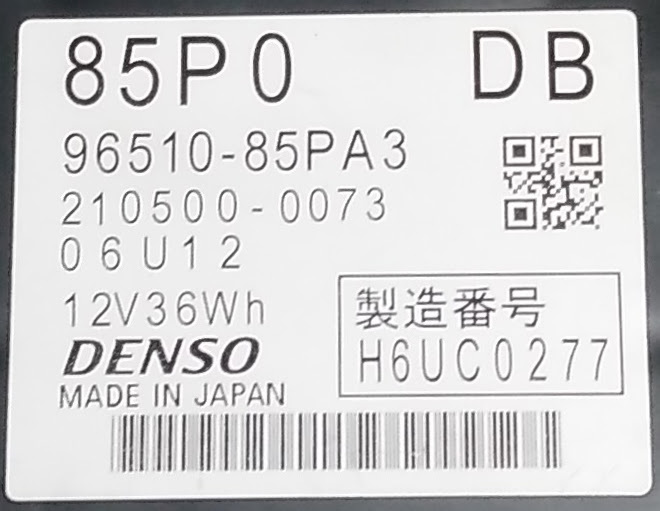 85P0 DB
96510-85PA3
210500-0073
06U12
12V36Wh
DENSO
MADE IN JAPAN
製造番号
H6UC0277